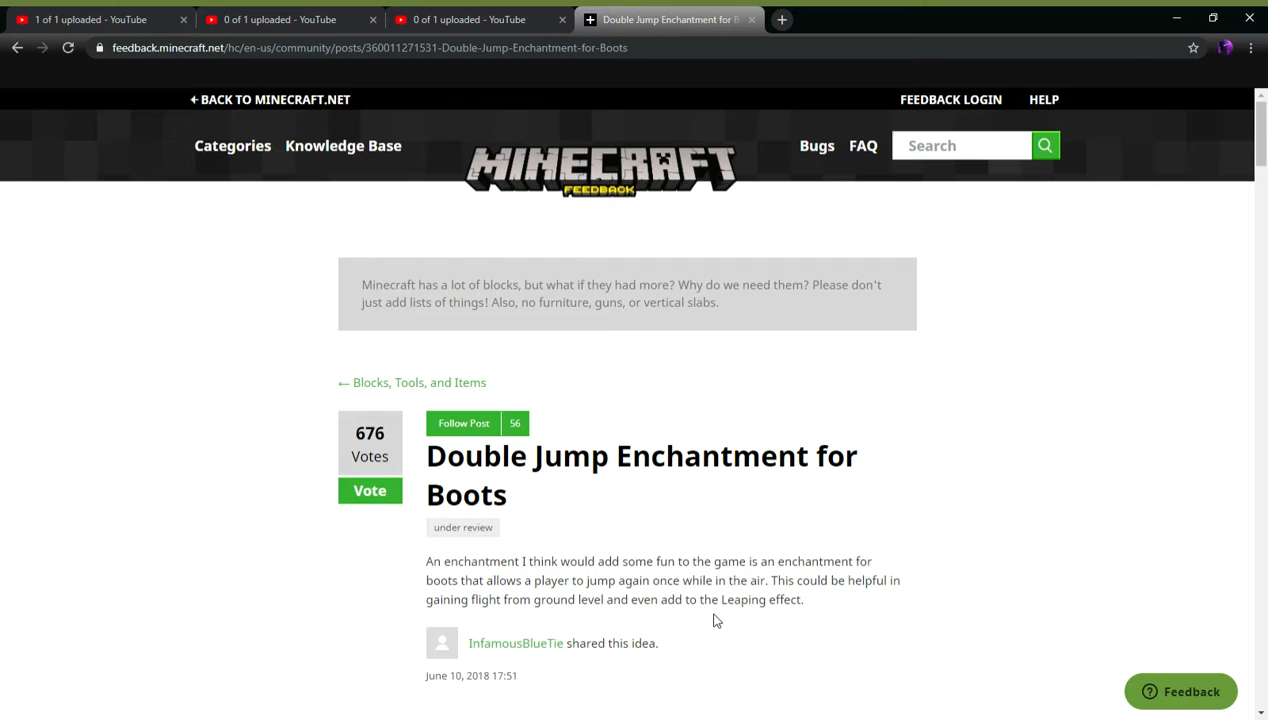 1 of 1 uploaded - YouTube
0 of 1 uploaded - YouTube
0 of 1 uploaded - YouTube
Double Jump Enchantment for B
feedback.minecraft.net/hc/en-us/community/posts/360011271531-Double-Jump-Enchantment-for-Boots
BACK TO MINECRAFT.NET
FEEDBACK LOGIN HELP
Categories Knowledge Base
MINECRAFT
FEEDBACK
Bugs FAQ Search
Minecraft has a lot of blocks, but what if they had more? Why do we need them? Please don't
just add lists of things! Also, no furniture, guns, or vertical slabs.
← Blocks, Tools, and Items
676
Votes
Vote
Follow Post 56
Double Jump Enchantment for
Boots
under review
An enchantment I think would add some fun to the game is an enchantment for
boots that allows a player to jump again once while in the air. This could be helpful in
gaining flight from ground level and even add to the Leaping effect.
InfamousBlueTie shared this idea.
June 10, 2018 17:51
Feedback